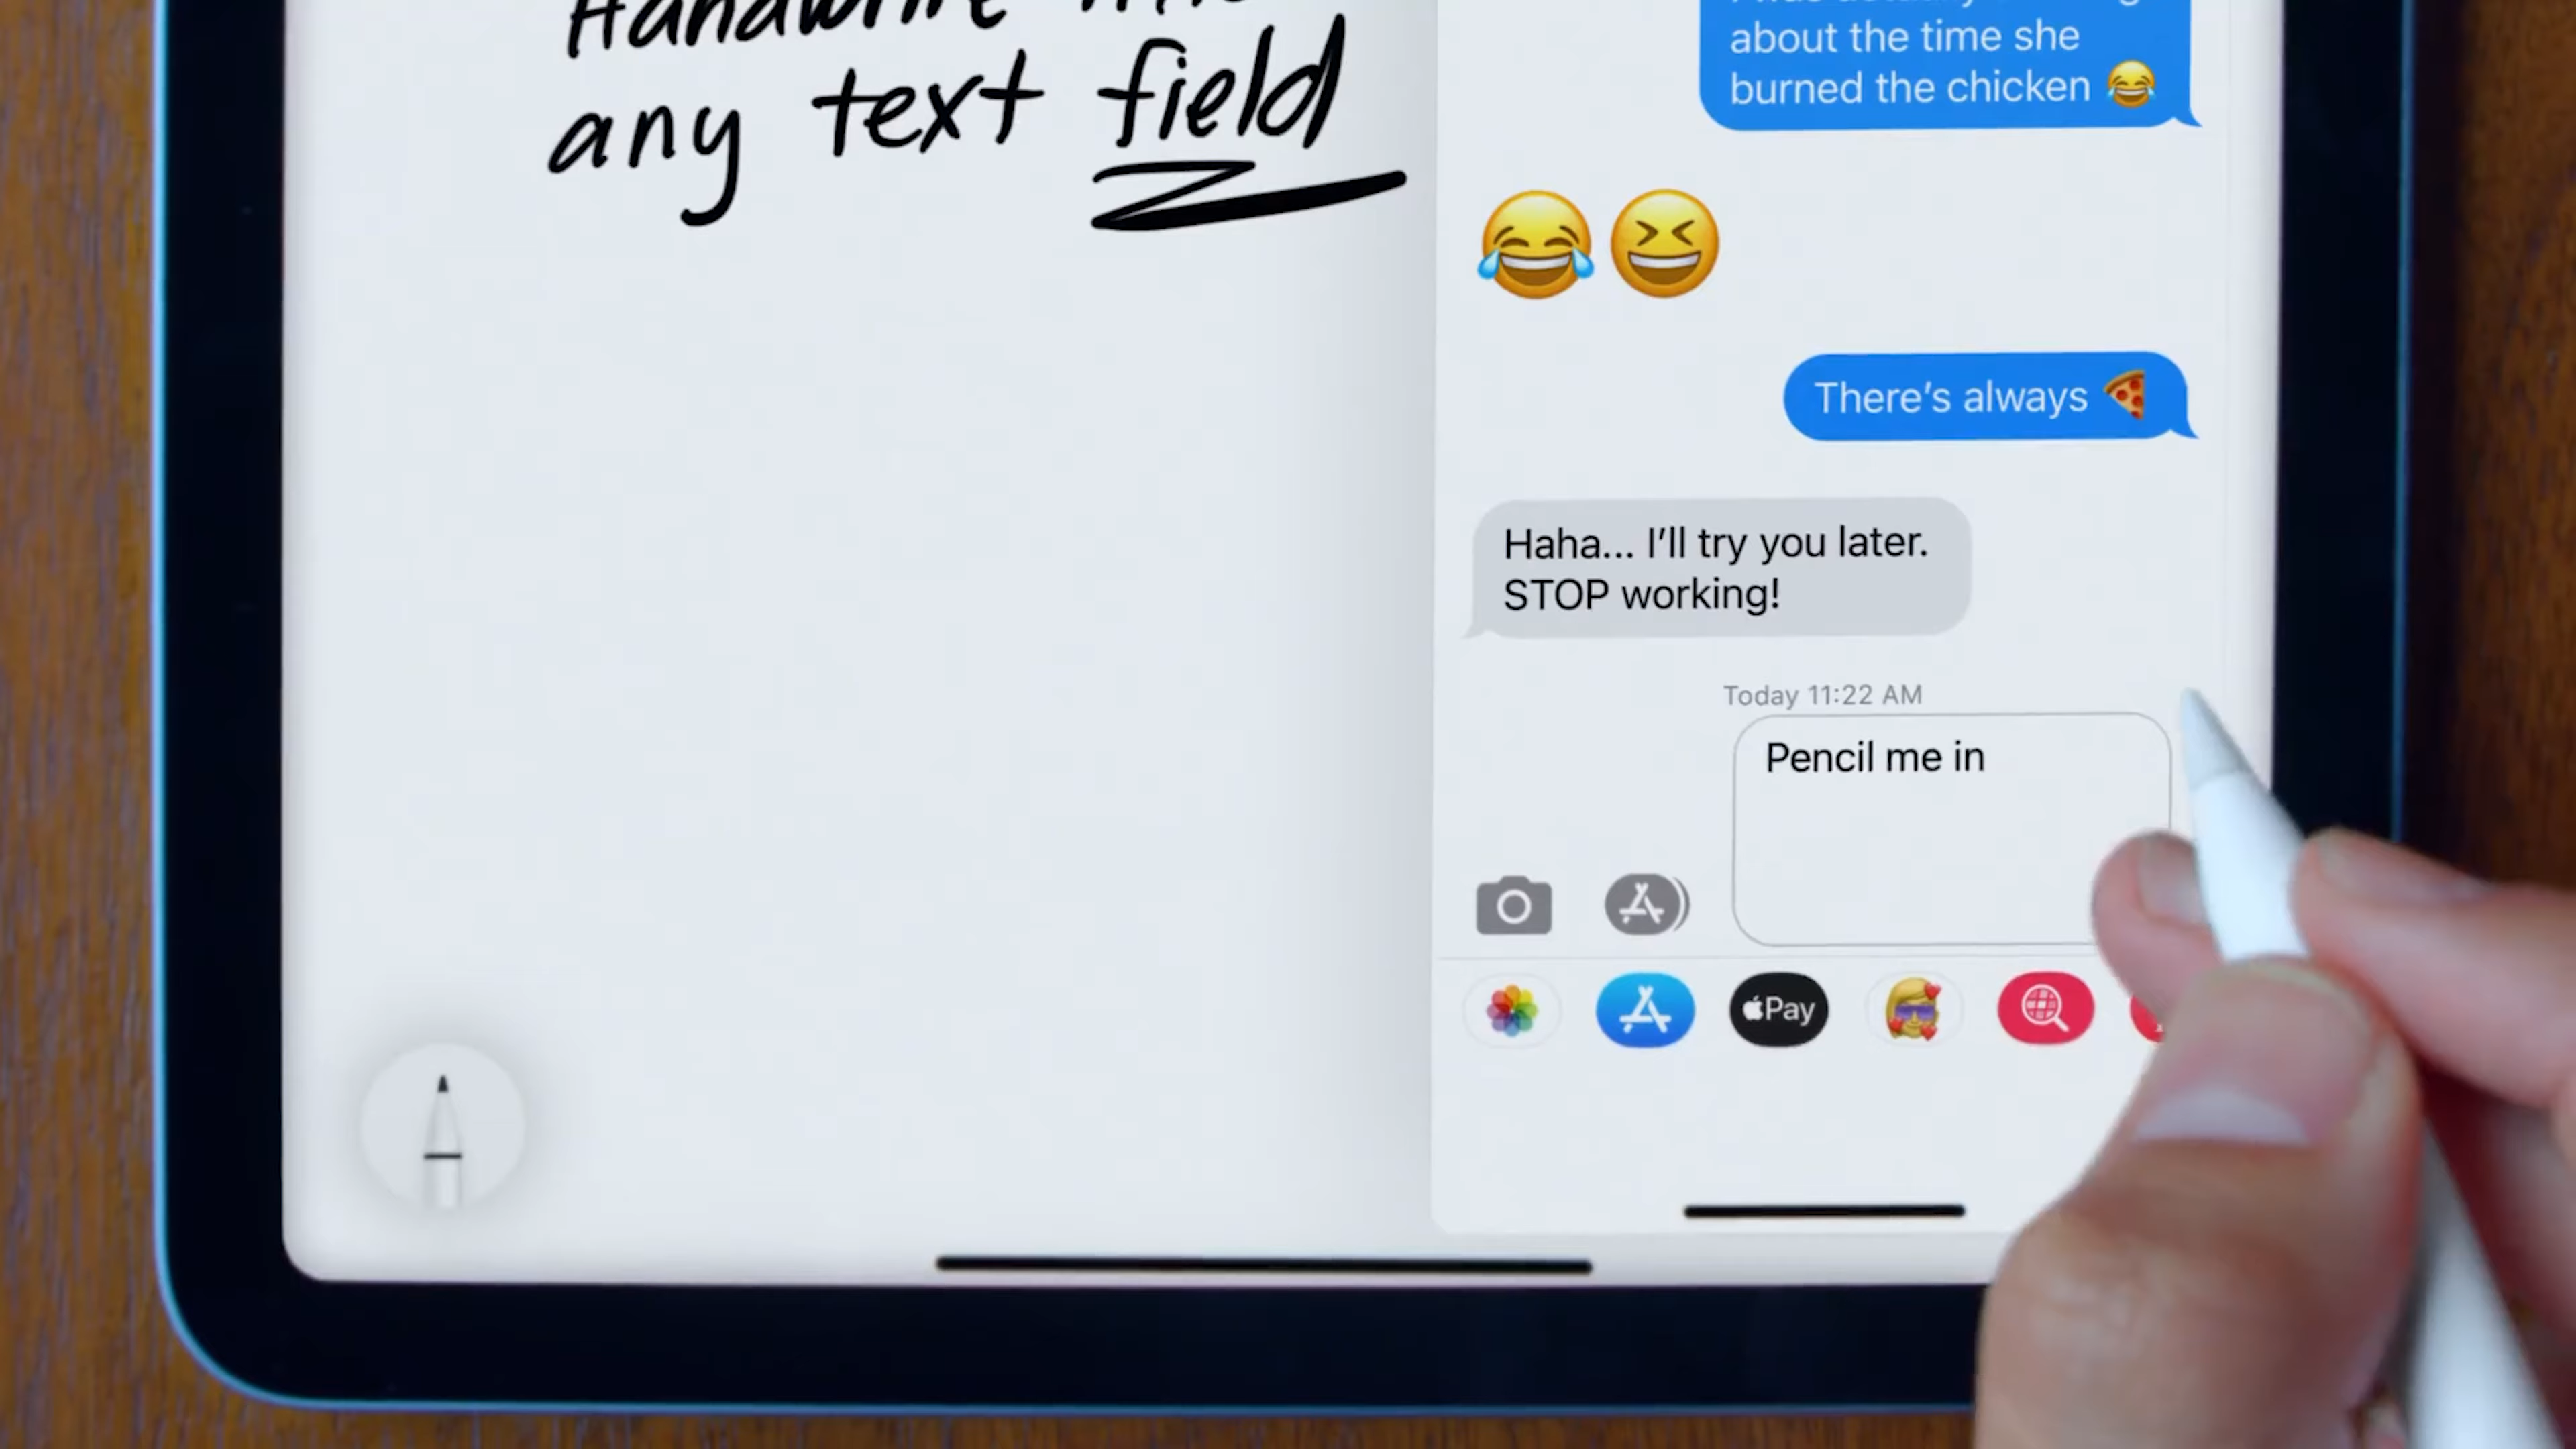 any text field
about the time she
burned the chicken 😂
😂😆
There's always 🍕
Haha... I'll try you later.
STOP working!
Today 11:22 AM
Pencil me in
Pay